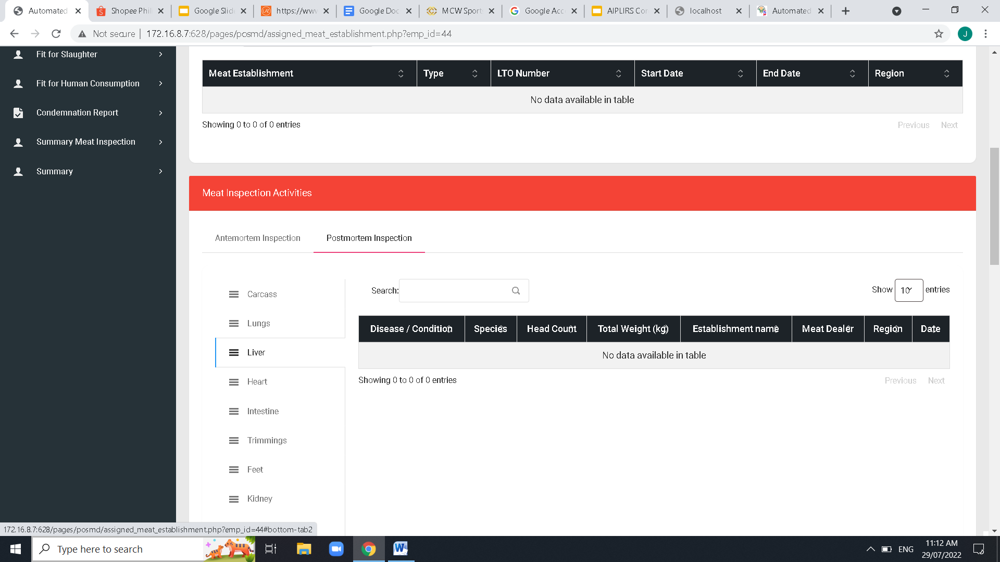 Automated
Shopee Phili
Google Slide
https://www
Google Doc
MCW Sports
Google Acc
AIPLIRS Cor
localhost
Automated
Not secure
172.16.8.7:628/pages/posmd/assigned_meat_establishment.php?emp_id=44
J
Fit for Slaughter
Fit for Human Consumption
Condemnation Report
Summary Meat Inspection
Summary
Meat Establishment Type LTO Number Start Date End Date Region
No data available in table
Showing 0 to 0 of 0 entries
Previous Next
Meat Inspection Activities
Antemortem Inspection Postmortem Inspection
Carcass
Lungs
Liver
Heart
Intestine
Trimmings
Feet
Kidney
Search:
Show 10 entries
Disease / Condition Species Head Count Total Weight (kg) Establishment name Meat Dealer Region Date
No data available in table
Showing 0 to 0 of 0 entries
Previous Next
172.16.8.7:628/pages/posmd/assigned_meat_establishment.php?emp_id=44#bottom-tab2
Type here to search
ENG
11:12 AM
29/07/2022